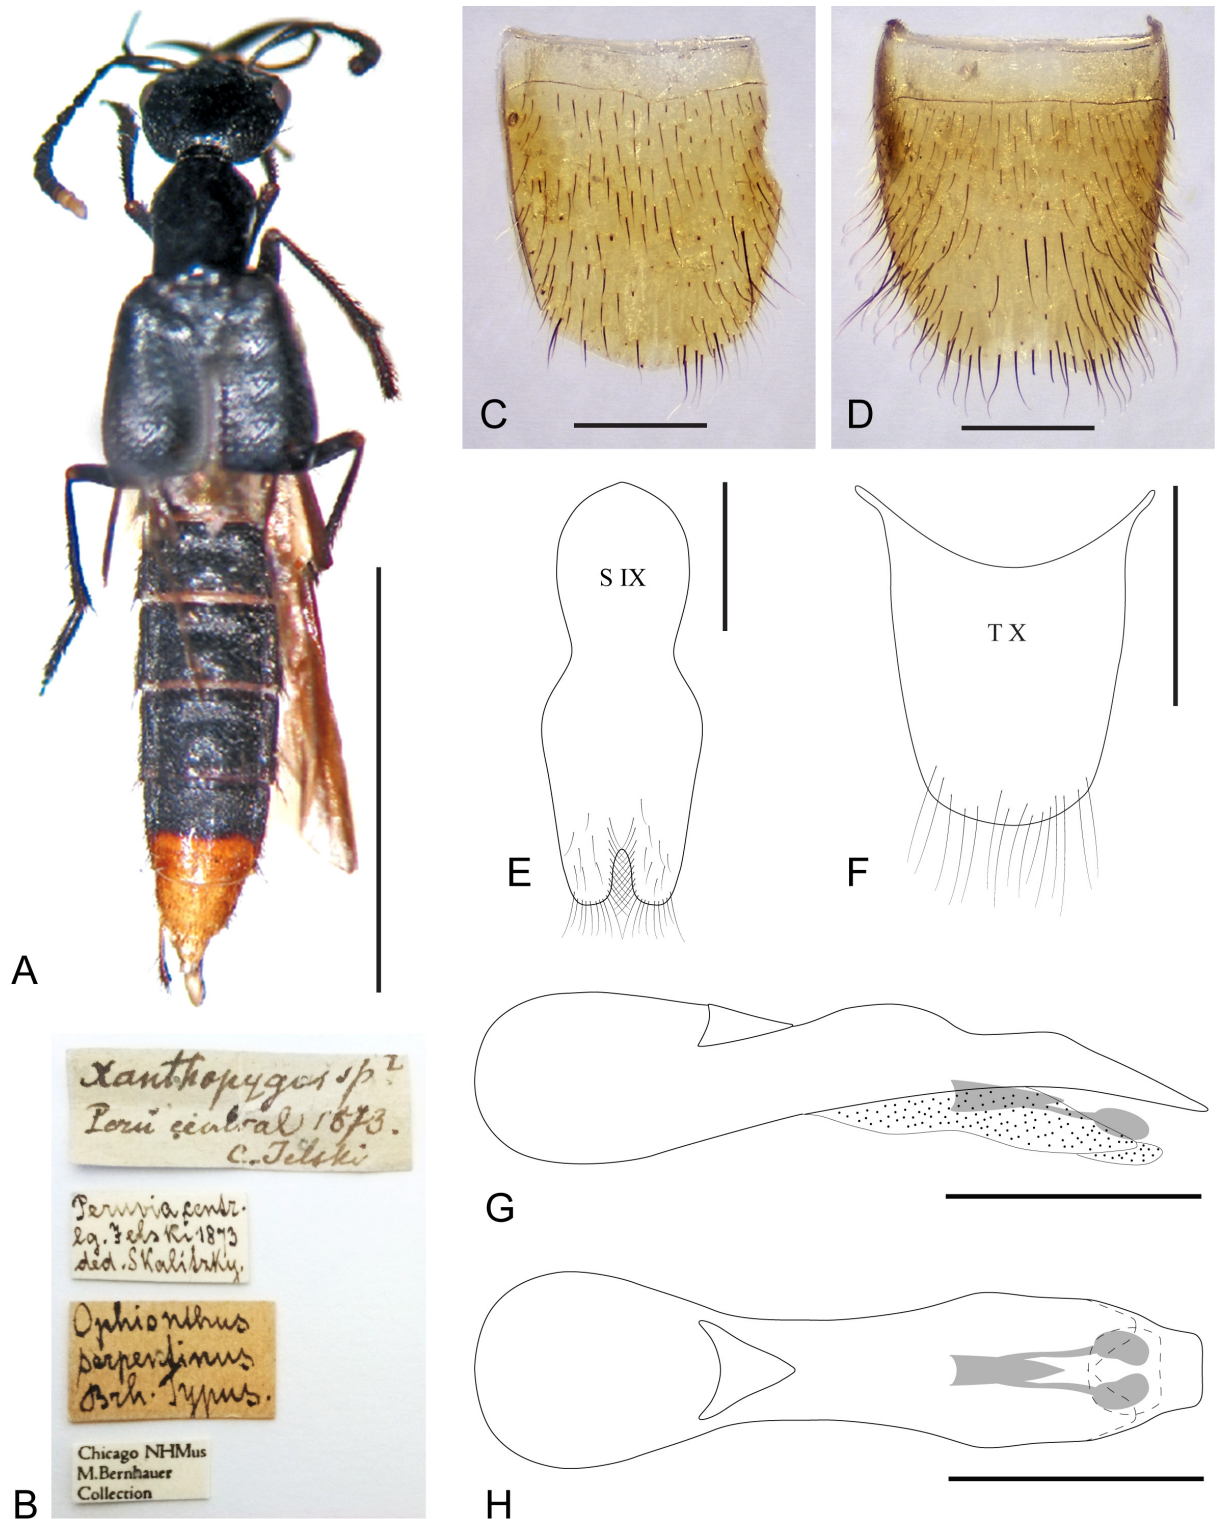 A
Xanthopygus sp
Peru central 1873.
C. Jelski
Peruvia centr.
lg. Jelski 1873
ded. Skalitzky.
Ophionthus
serpentinus
Brh. Typus.
Chicago NHMus
M.Bernhauer
Collection
B
C
D
S IX
E
T X
F
G
H